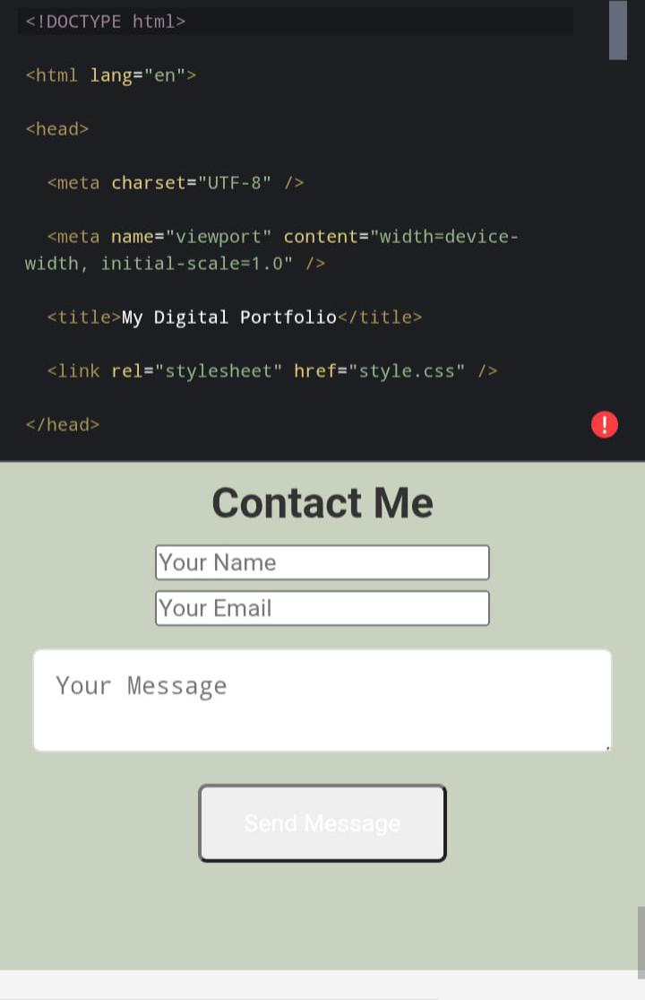 <!DOCTYPE html>
<html lang="en">
<head>
<meta charset="UTF-8" />
<meta name="viewport" content="width=device-
width, initial-scale=1.0" />
<title>My Digital Portfolio</title>
<link rel="stylesheet" href="style.css" />
</head>
!
Contact Me
Your Name
Your Email
Your Message
Send Message